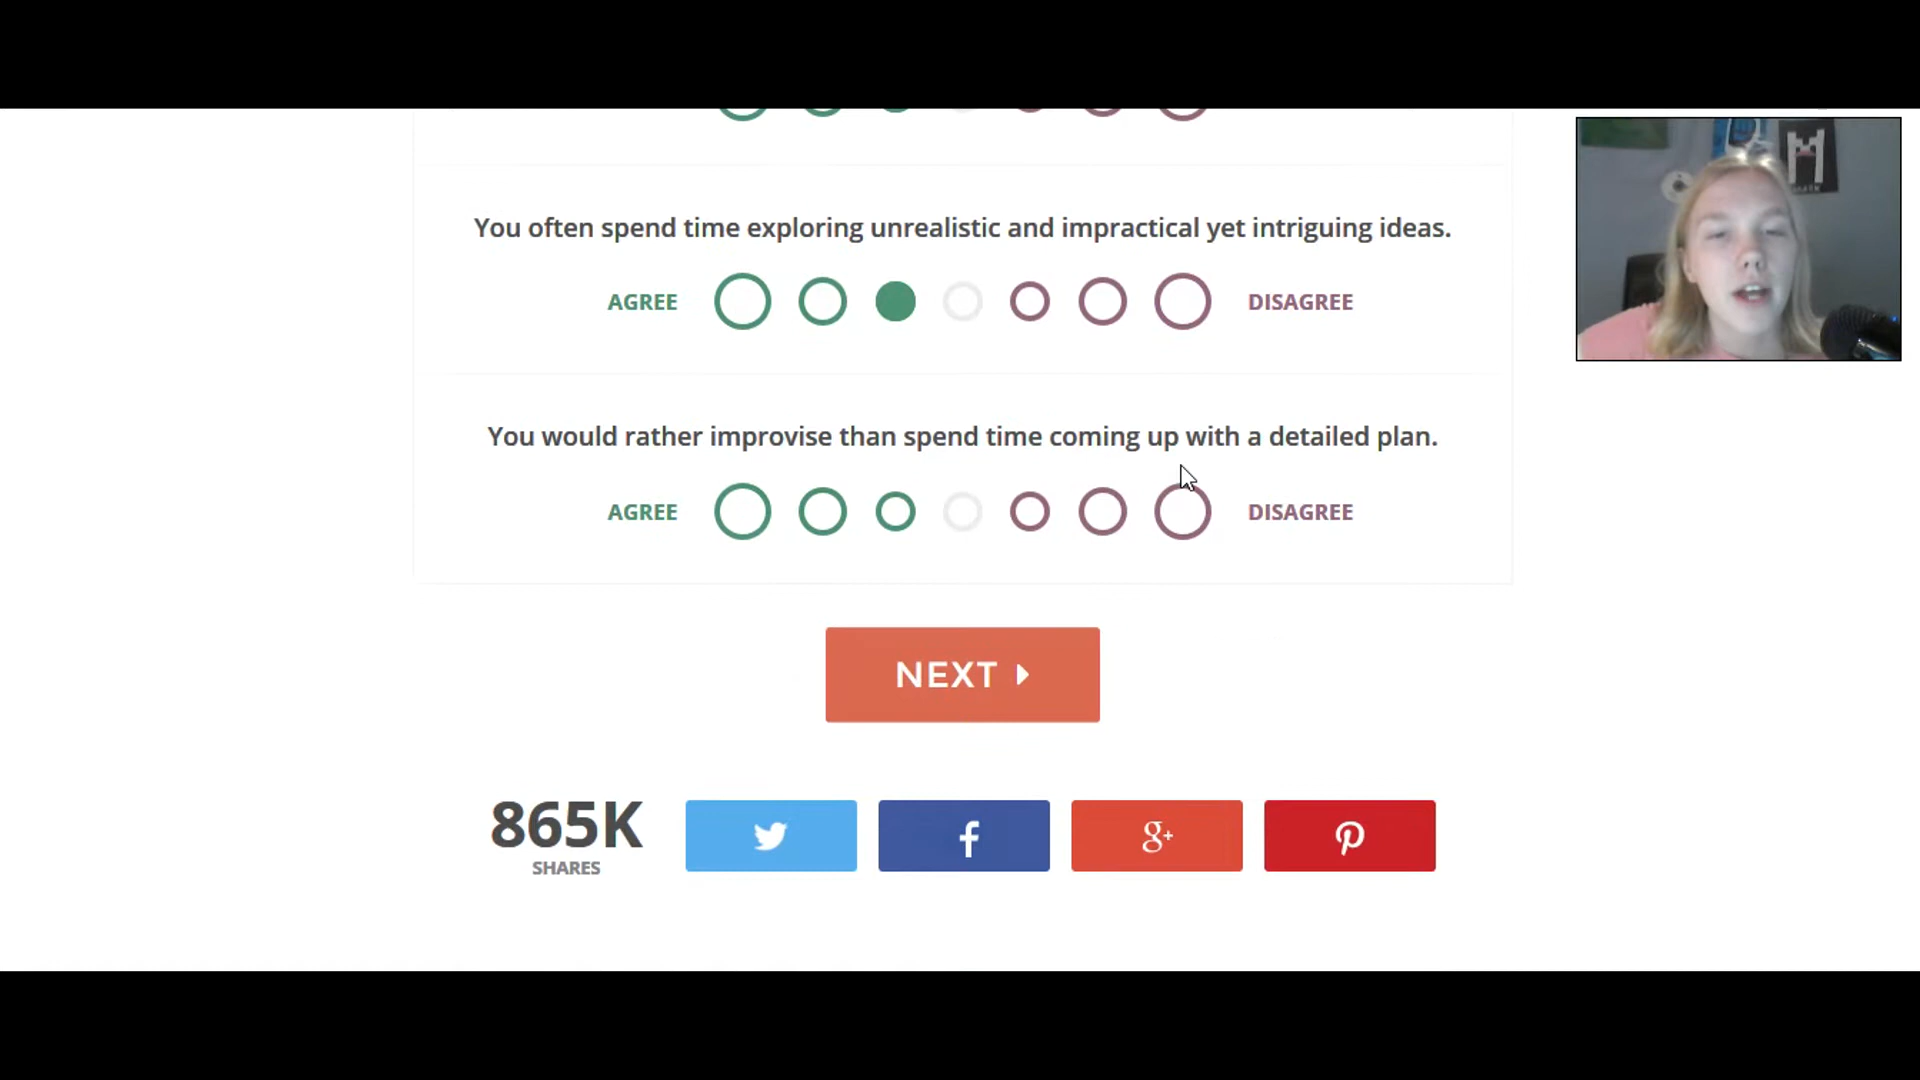 You often spend time exploring unrealistic and impractical yet intriguing ideas.
AGREE DISAGREE
You would rather improvise than spend time coming up with a detailed plan.
AGREE DISAGREE
NEXT
865K
SHARES
g+